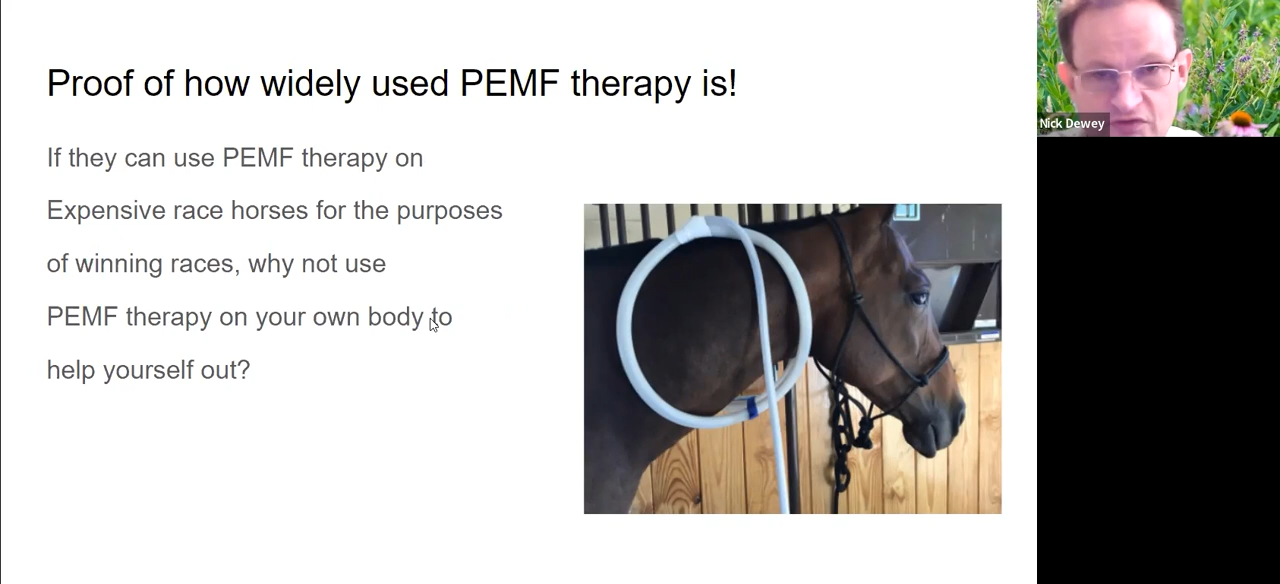 Proof of how widely used PEMF therapy is!
If they can use PEMF therapy on
Expensive race horses for the purposes
of winning races, why not use
PEMF therapy on your own body to
help yourself out?
Nick Dewey